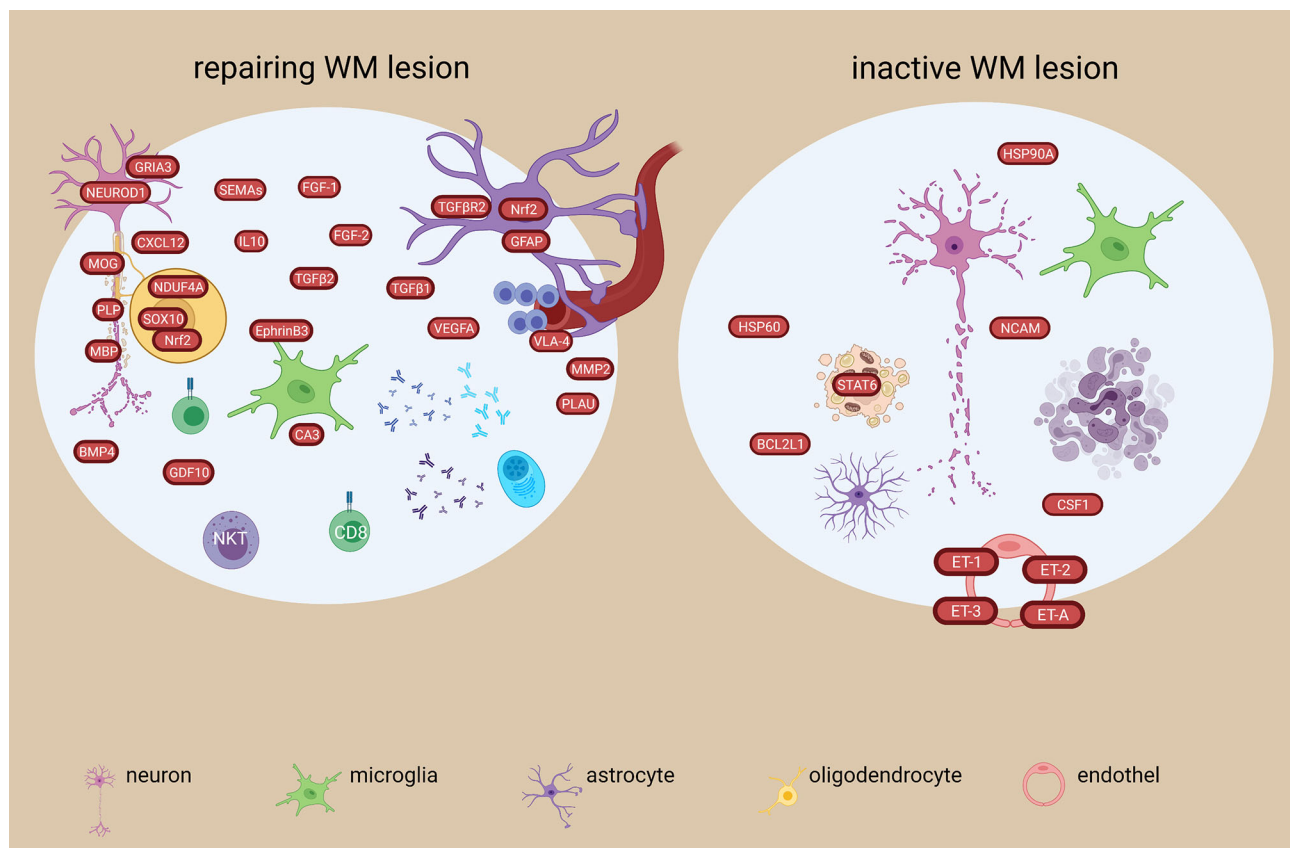 repairing WM lesion
inactive WM lesion
GRIA3
NEUROD1
SEMAs
FGF-1
TGFβR2
Nrf2
CXCL12
IL10
FGF-2
GFAP
MOG
NDUF4A
TGFβ2
TGFβ1
PLP
SOX10
Nrf2
EphrinB3
VEGFA
VLA-4
MBP
MMP2
PLAU
CA3
BMP4
GDF10
NKT
CD8
HSP90A
HSP60
NCAM
STAT6
BCL2L1
CSF1
ET-1
ET-2
ET-3
ET-A
neuron
microglia
astrocyte
oligodendrocyte
endothel